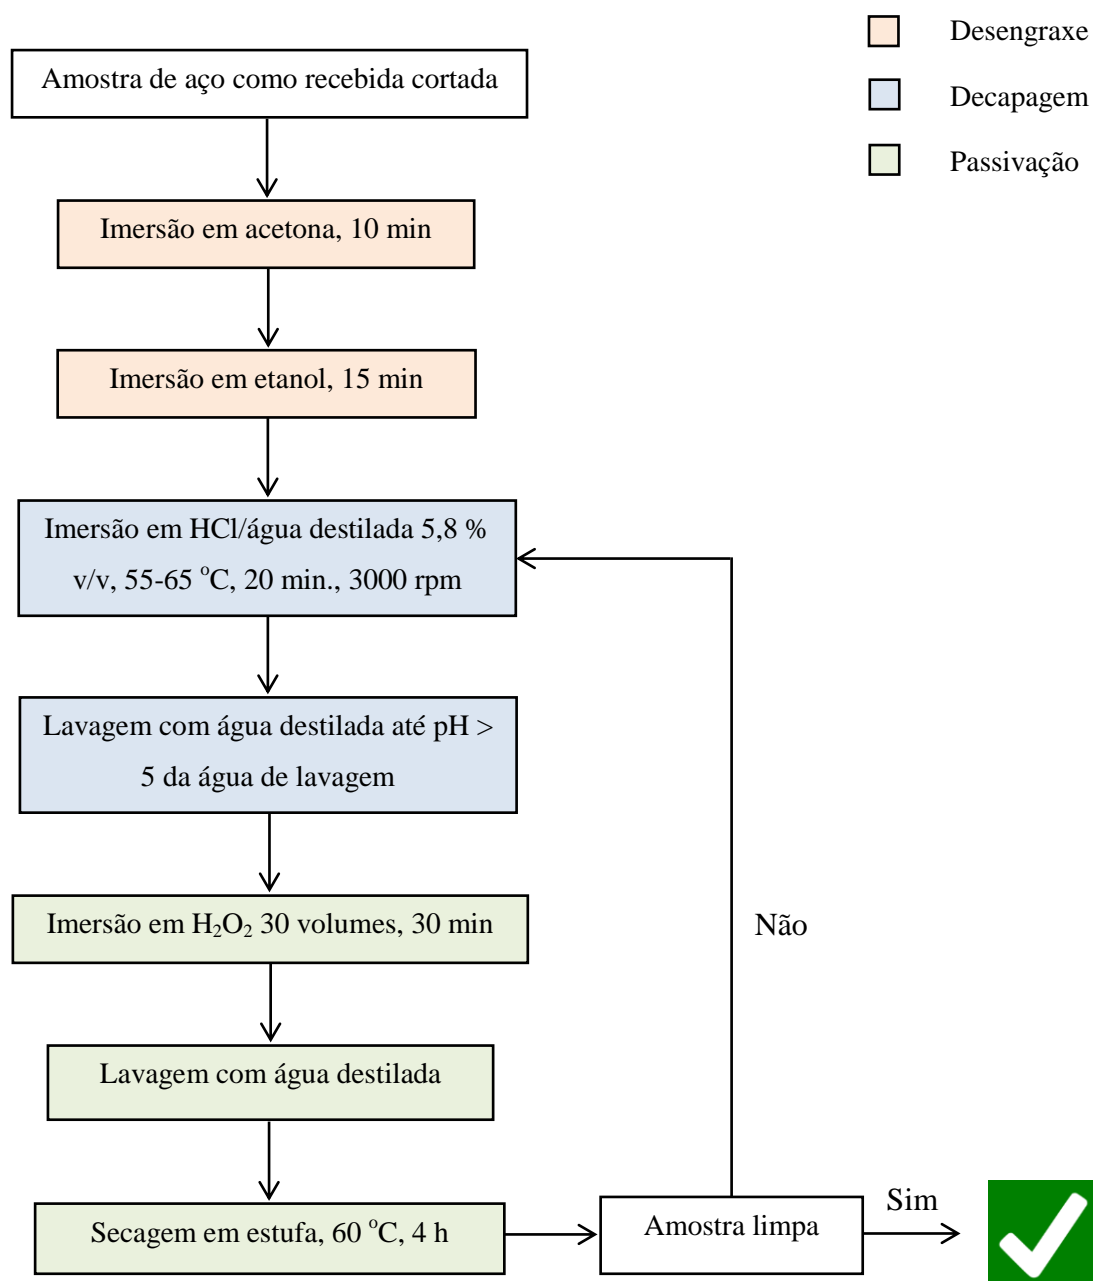 Desengraxe
Amostra de aço como recebida cortada
Decapagem
Passivação
Imersão em acetona, 10 min
Imersão em etanol, 15 min
Imersão em HCl/água destilada 5,8 %
v/v, 55-65 °C, 20 min., 3000 rpm
Lavagem com água destilada até pH >
5 da água de lavagem
Imersão em H₂O₂ 30 volumes, 30 min
Não
Lavagem com água destilada
Secagem em estufa, 60 °C, 4 h
Amostra limpa
Sim